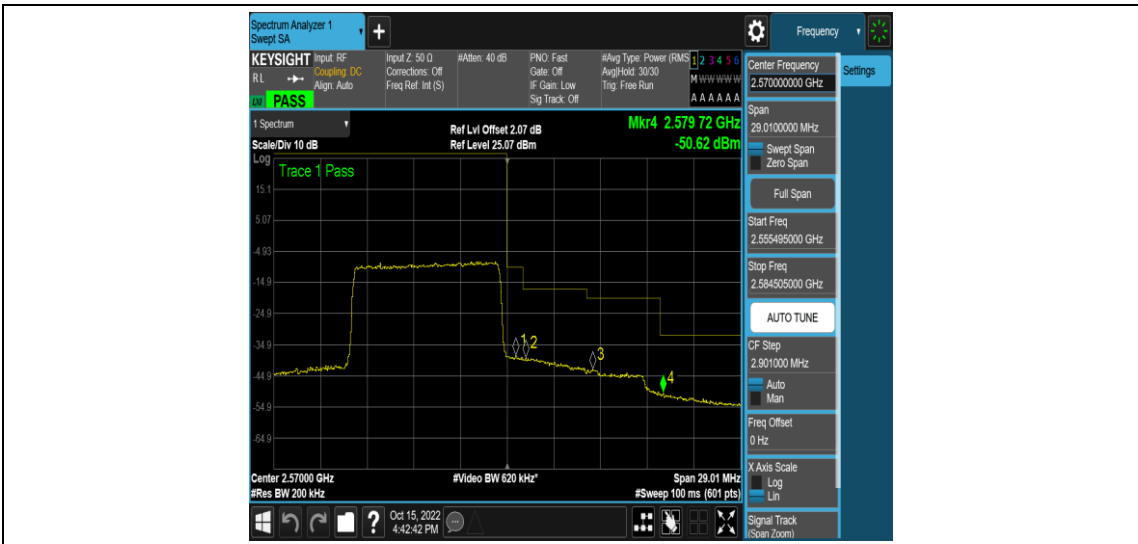 Spectrum Analyzer 1
Swept SA
+
Frequency
KEYSIGHT Input: RF
RL Coupling: DC
Align: Auto
LXI PASS
Input Z: 50 Ω
Corrections: Off
Freq Ref: Int (S)
#Atten: 40 dB
PNO: Fast
Gate: Off
IF Gain: Low
Sig Track: Off
#Avg Type: Power (RMS
Avg|Hold: 30/30
Trig: Free Run
1 2 3 4 5 6
M W W W W W
A A A A A A
1 Spectrum
Scale/Div 10 dB
Ref Lvl Offset 2.07 dB
Ref Level 25.07 dBm
Mkr4 2.579 72 GHz
-50.62 dBm
Log
Trace 1 Pass
15.1
5.07
-4.93
-14.9
-24.9
-34.9
-44.9
-54.9
-64.9
1
2
3
4
Center 2.57000 GHz
#Res BW 200 kHz
#Video BW 620 kHz*
Span 29.01 MHz
#Sweep 100 ms (601 pts)
Center Frequency
2.570000000 GHz
Settings
Span
29.0100000 MHz
Swept Span
Zero Span
Full Span
Start Freq
2.555495000 GHz
Stop Freq
2.584505000 GHz
AUTO TUNE
CF Step
2.901000 MHz
Auto
Man
Freq Offset
0 Hz
X Axis Scale
Log
Lin
Signal Track
(Span Zoom)
?
Oct 15, 2022
4:42:42 PM